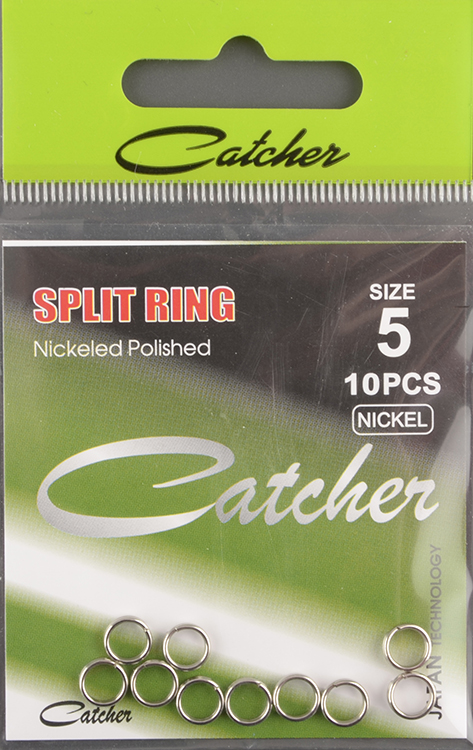 Catcher
SPLIT RING
Nickeled Polished
SIZE
5
10PCS
NICKEL
Catcher
JAPAN TECHNOLOGY
Catcher